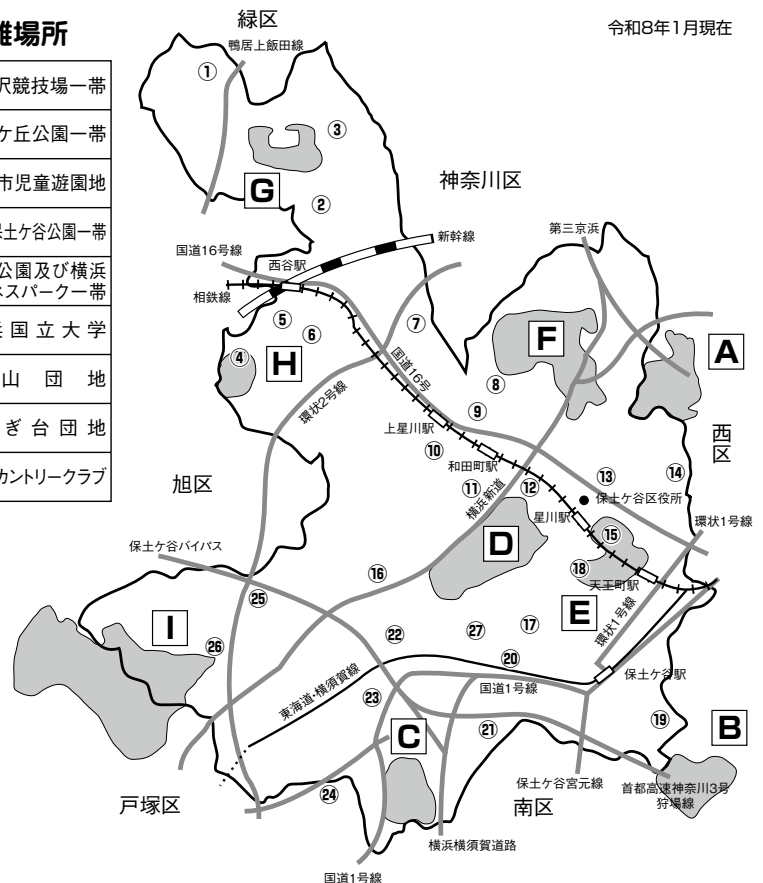 難場所
沢競技場一帯
ケ丘公園一帯
市児童遊園地
土ケ谷公園一帯
公園及び横浜
スパーク一帯
国立大学
山団地
ぎ台団地
カントリークラブ
令和8年1月現在
緑区
鴨居上飯田線
①
③
G
②
神奈川区
国道16号線
西谷駅
新幹線
第三京浜
相鉄線
⑤
⑥
⑦
④
H
F
A
国道16号
環状2号線
⑧
⑨
上星川駅
⑩
和田町駅
西区
⑪
⑫
⑬
⑭
横浜新道
保土ケ谷区役所
旭区
星川駅
⑮
環状1号線
D
保土ケ谷バイパス
⑯
⑱
天王町駅
E
環状1号線
㉕
I
㉖
㉒
㉗
⑰
⑳
保土ケ谷駅
東海道・横須賀線
㉓
国道1号線
⑲
B
C
㉑
㉔
戸塚区
保土ケ谷宮元線
南区
首都高速神奈川3号
狩場線
横浜横須賀道路
国道1号線